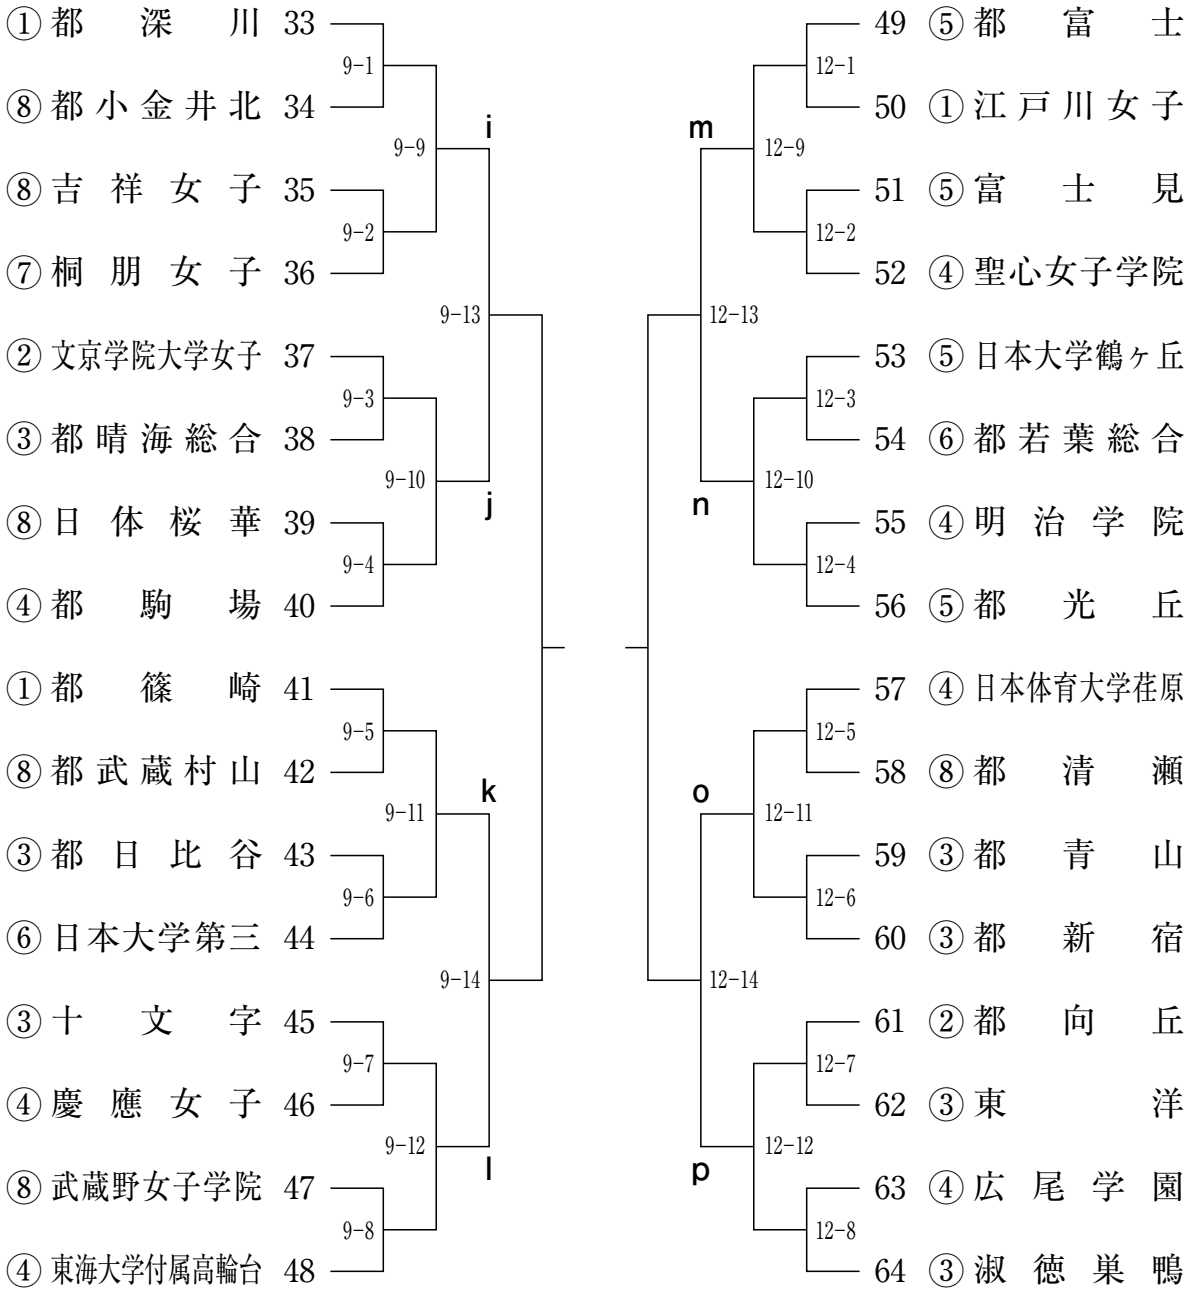 ① 都深川 33
9-1
⑧ 都小金井北 34
i
9-9
⑧ 吉祥女子 35
9-2
⑦ 桐朋女子 36
9-13
② 文京学院大学女子 37
9-3
③ 都晴海総合 38
9-10
j
⑧ 日体桜華 39
9-4
④ 都駒場 40
① 都篠崎 41
9-5
⑧ 都武蔵村山 42
k
9-11
③ 都日比谷 43
9-6
⑥ 日本大学第三 44
9-14
③ 十文字 45
9-7
④ 慶應女子 46
9-12
l
⑧ 武蔵野女子学院 47
9-8
④ 東海大学付属高輪台 48
49 ⑤ 都富士
12-1
50 ① 江戸川女子
m
12-9
51 ⑤ 富士見
12-2
52 ④ 聖心女子学院
12-13
53 ⑤ 日本大学鶴ヶ丘
12-3
54 ⑥ 都若葉総合
12-10
n
55 ④ 明治学院
12-4
56 ⑤ 都光丘
57 ④ 日本体育大学荏原
12-5
58 ⑧ 都清瀬
o
12-11
59 ③ 都青山
12-6
60 ③ 都新宿
12-14
61 ② 都向丘
12-7
62 ③ 東洋
12-12
p
63 ④ 広尾学園
12-8
64 ③ 淑徳巣鴨